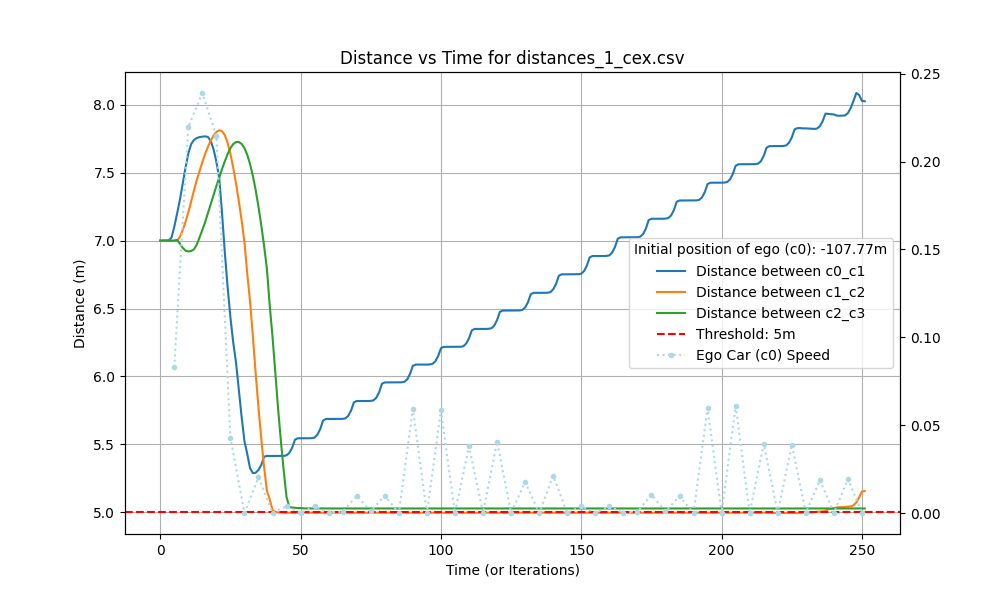 Distance vs Time for distances_1_cex.csv
Distance (m)
8.0
7.5
7.0
6.5
6.0
5.5
5.0
0.25
0.20
0.15
0.10
0.05
0.00
Initial position of ego (c0): -107.77m
Distance between c0_c1
Distance between c1_c2
Distance between c2_c3
Threshold: 5m
Ego Car (c0) Speed
0 50 100 150 200 250
Time (or Iterations)